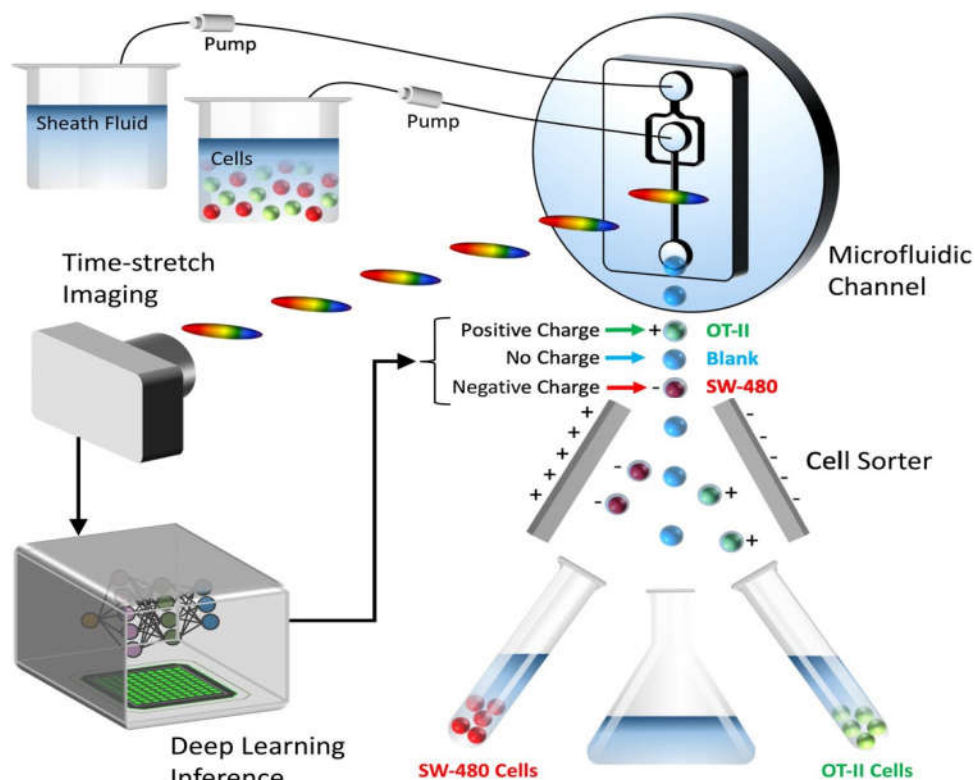 Pump
Sheath Fluid
Pump
Cells
Time-stretch
Imaging
Microfluidic
Channel
Positive Charge + OT-II
No Charge Blank
Negative Charge - SW-480
+ + + + +
- - - - -
Cell Sorter
- +
- +
Deep Learning
Inference
SW-480 Cells
OT-II Cells